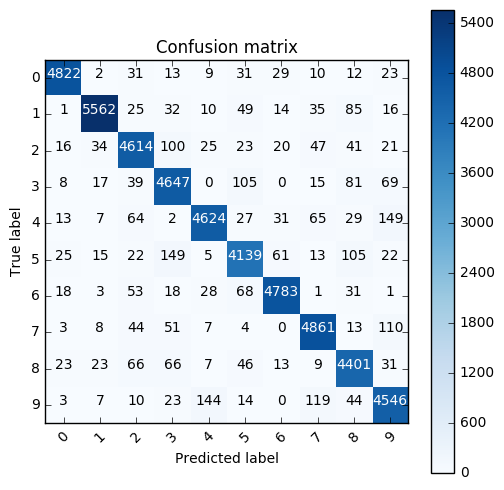 Confusion matrix
True label
0 4822 2 31 13 9 31 29 10 12 23
1 1 5562 25 32 10 49 14 35 85 16
2 16 34 4614 100 25 23 20 47 41 21
3 8 17 39 4647 0 105 0 15 81 69
4 13 7 64 2 4624 27 31 65 29 149
5 25 15 22 149 5 4139 61 13 105 22
6 18 3 53 18 28 68 4783 1 31 1
7 3 8 44 51 7 4 0 4861 13 110
8 23 23 66 66 7 46 13 9 4401 31
9 3 7 10 23 144 14 0 119 44 4546
0 1 2 3 4 5 6 7 8 9
Predicted label
5400
4800
4200
3600
3000
2400
1800
1200
600
0